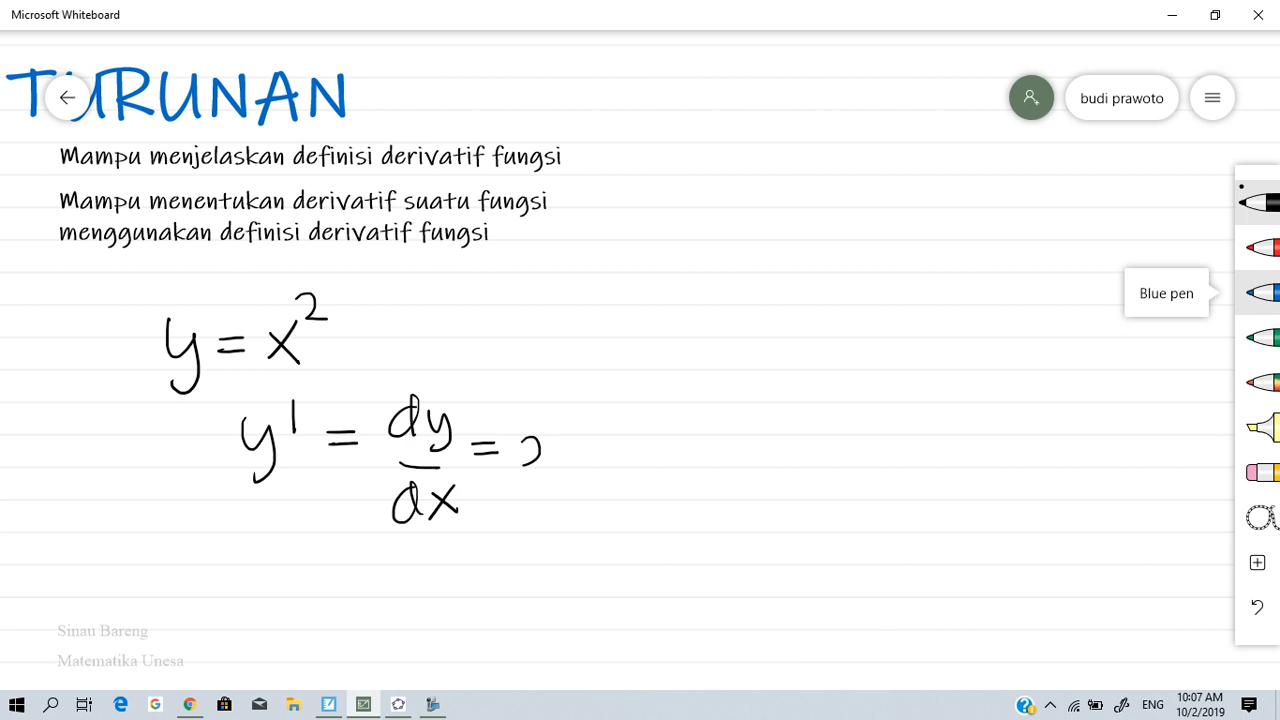 Microsoft Whiteboard
TURUNAN
budi prawoto
Mampu menjelaskan definisi derivatif fungsi
Mampu menentukan derivatif suatu fungsi
menggunakan definisi derivatif fungsi
Blue pen
y = x²
y' = dy/dx =
Sinau Bareng
Matematika Unesa
ENG
10:07 AM
10/2/2019